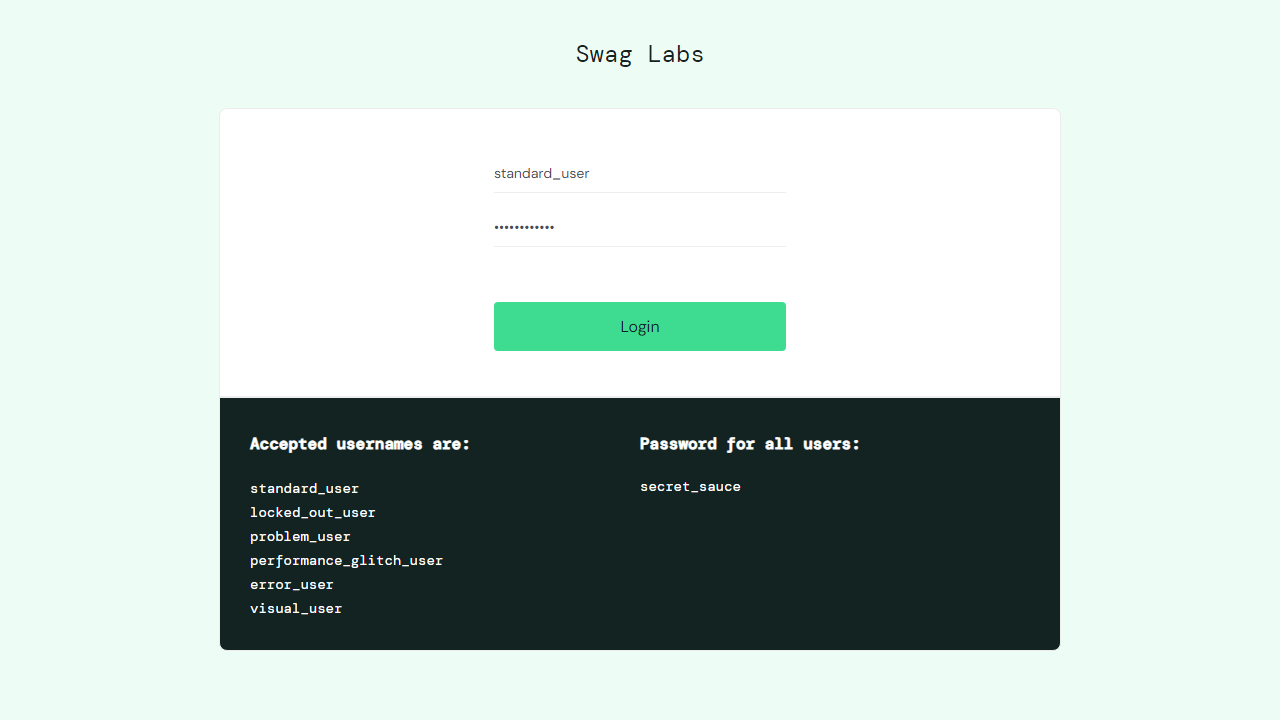 Swag Labs
standard_user
••••••••••••
Login
Accepted usernames are:
standard_user
locked_out_user
problem_user
performance_glitch_user
error_user
visual_user
Password for all users:
secret_sauce